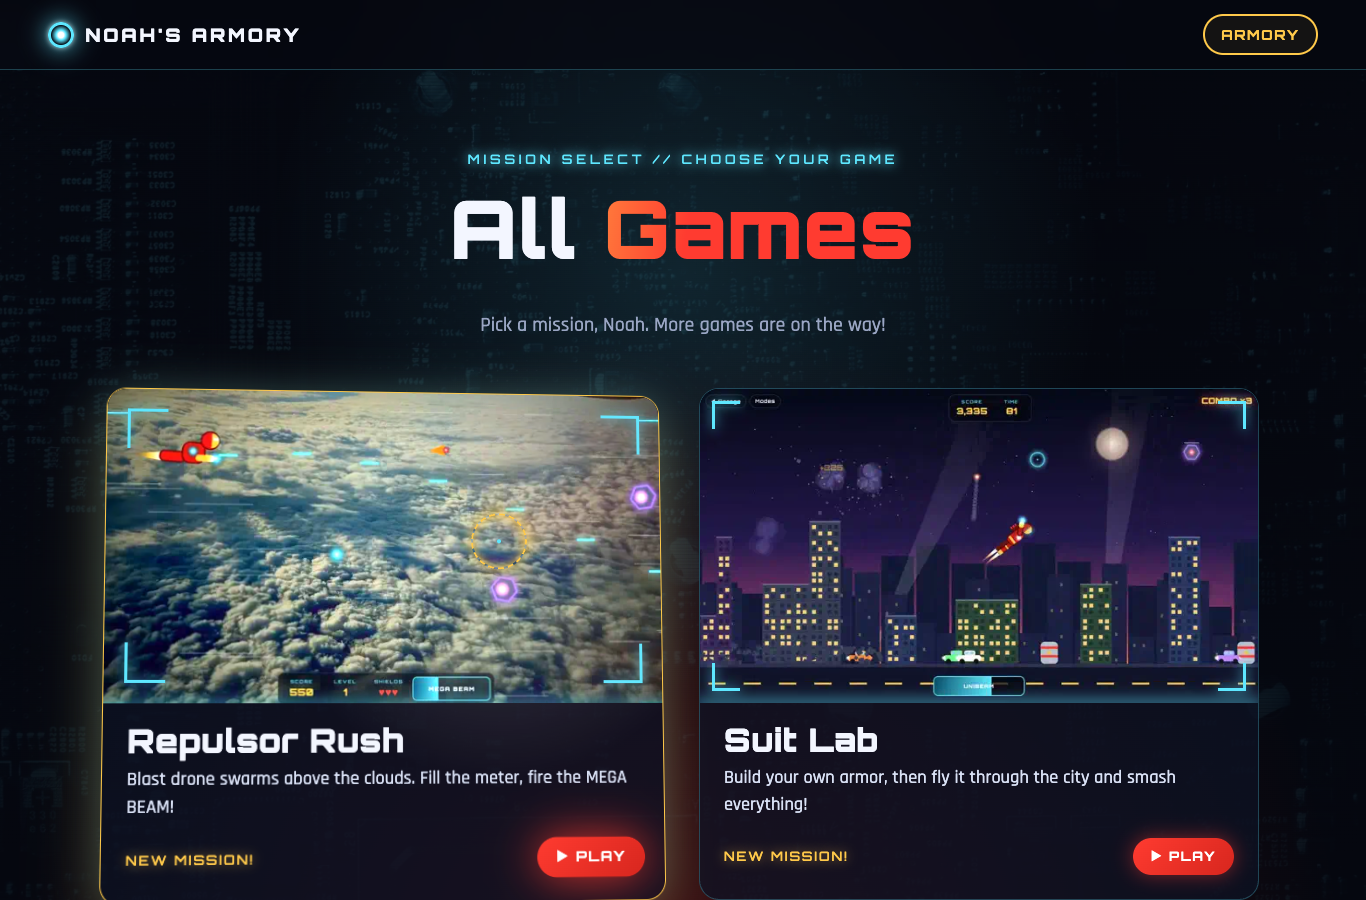 NOAH'S ARMORY
ARMORY
MISSION SELECT // CHOOSE YOUR GAME
All Games
Pick a mission, Noah. More games are on the way!
SCORE LEVEL SHIELDS
550 1
MEGA BEAM
Modes
SCORE TIME
3,335 81
COMBO ×3
UNIBEAM
Repulsor Rush
Blast drone swarms above the clouds. Fill the meter, fire the MEGA
BEAM!
NEW MISSION!
▶ PLAY
Suit Lab
Build your own armor, then fly it through the city and smash
everything!
NEW MISSION!
▶ PLAY